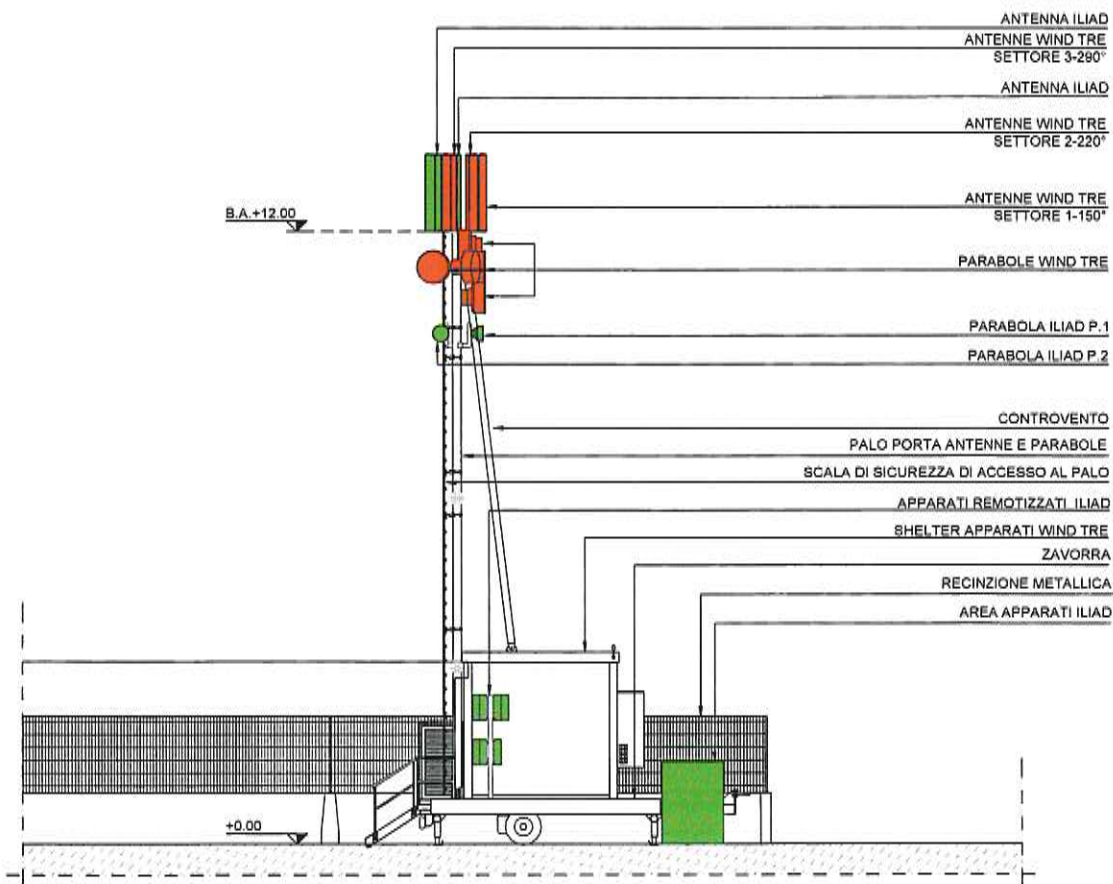 ANTENNA ILIAD
ANTENNE WIND TRE
SETTORE 3-290°
ANTENNA ILIAD
ANTENNE WIND TRE
SETTORE 2-220°
B.A.+12.00
ANTENNE WIND TRE
SETTORE 1-150°
PARABOLE WIND TRE
PARABOLA ILIAD P.1
PARABOLA ILIAD P.2
CONTROVENTO
PALO PORTA ANTENNE E PARABOLE
SCALA DI SICUREZZA DI ACCESSO AL PALO
APPARATI REMOTIZZATI ILIAD
SHELTER APPARATI WIND TRE
ZAVORRA
RECINZIONE METALLICA
AREA APPARATI ILIAD
+0.00